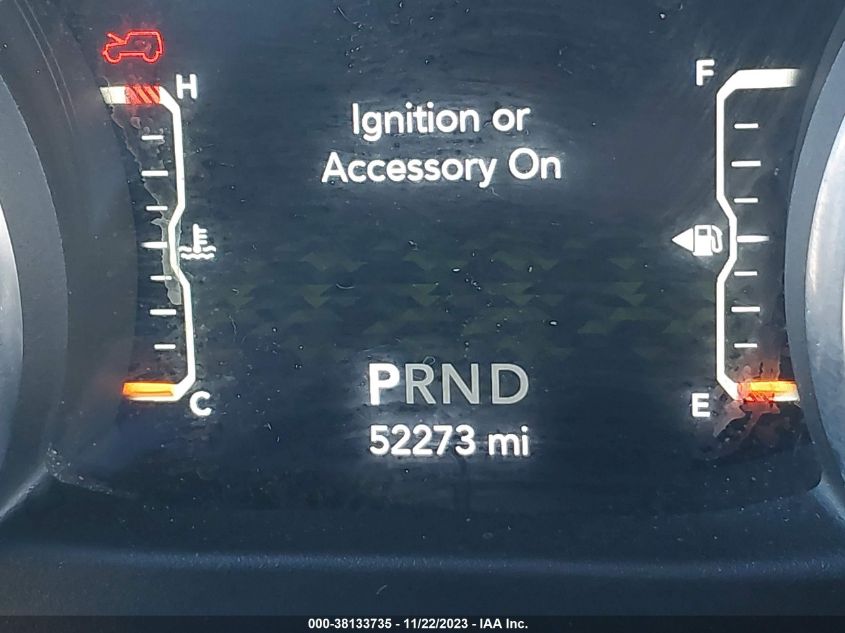 H
F
Ignition or
Accessory On
C
E
PRND
52273 mi
000-38133735 - 11/22/2023 - IAA Inc.